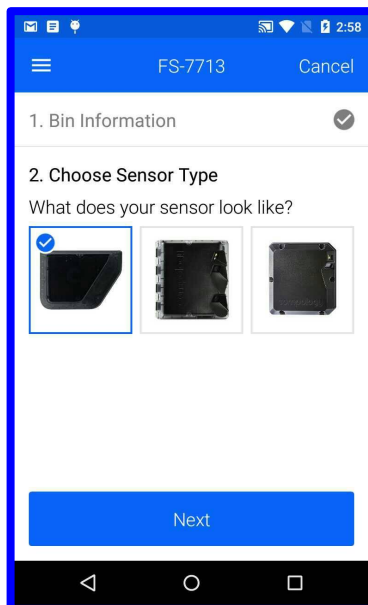 2:58
FS-7713
Cancel
1. Bin Information
2. Choose Sensor Type
What does your sensor look like?
compology
Next